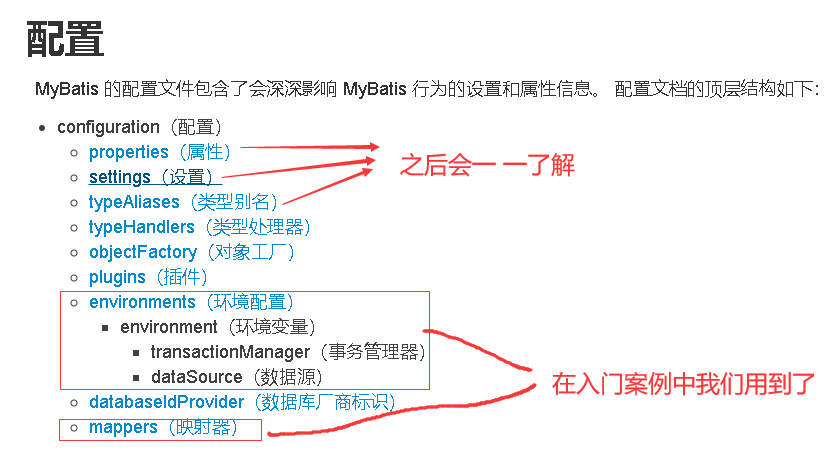 配置
MyBatis 的配置文件包含了会深深影响 MyBatis 行为的设置和属性信息。 配置文档的顶层结构如下:
configuration（配置）
properties（属性）
settings（设置）
typeAliases（类型别名）
typeHandlers（类型处理器）
objectFactory（对象工厂）
plugins（插件）
environments（环境配置）
environment（环境变量）
transactionManager（事务管理器）
dataSource（数据源）
databaseIdProvider（数据库厂商标识）
mappers（映射器）
之后会一 一了解
在入门案例中我们用到了